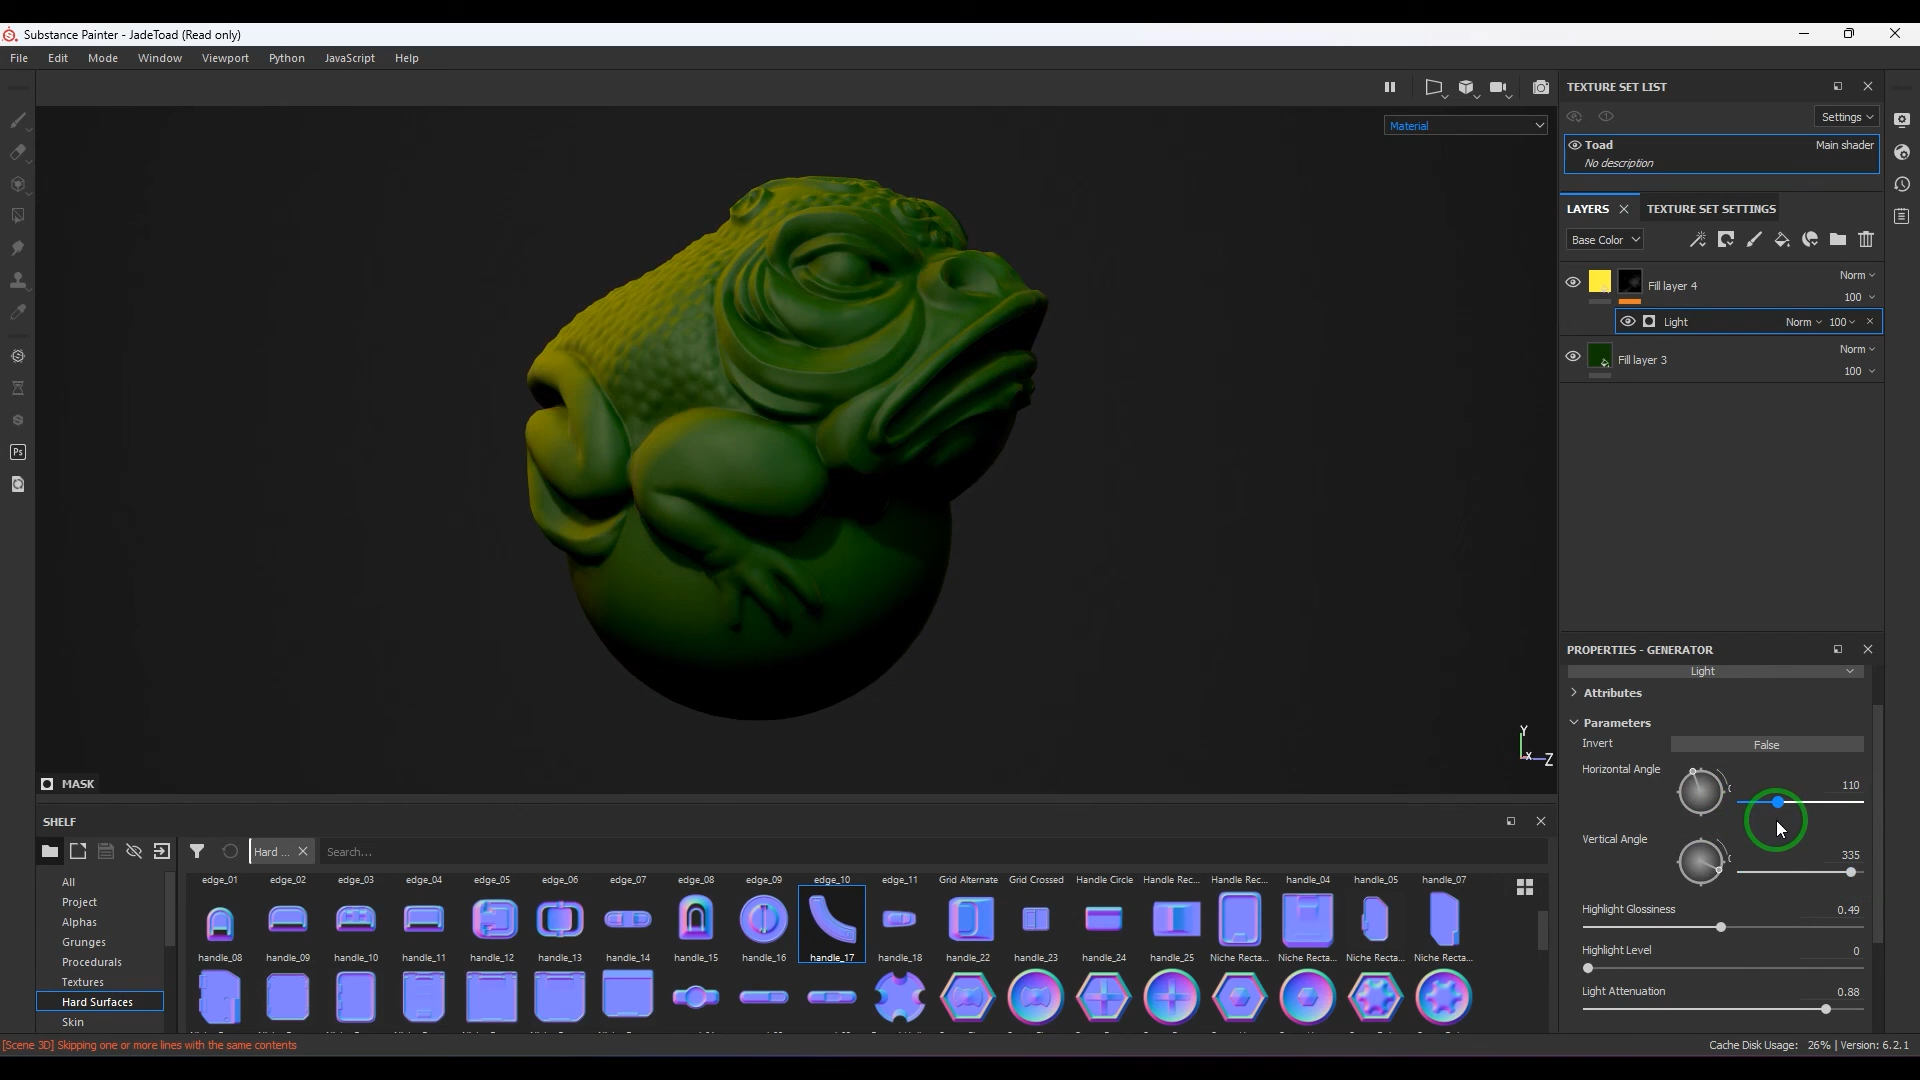 Substance Painter - JadeToad (Read only)
File Edit Mode Window Viewport Python JavaScript Help
Material
TEXTURE SET LIST
Settings
Toad Main shader
No description
LAYERS TEXTURE SET SETTINGS
Base Color
Fill layer 4 Norm
100
Light Norm 100
Fill layer 3 Norm
100
Ps
Y
X
Z
MASK
PROPERTIES - GENERATOR
Light
Attributes
Parameters
Invert False
Horizontal Angle 110
Vertical Angle 335
Highlight Glossiness 0.49
Highlight Level 0
Light Attenuation 0.88
SHELF
Hard ... Search...
All
Project
Alphas
Grunges
Procedurals
Textures
Hard Surfaces
Skin
edge_01 edge_02 edge_03 edge_04 edge_05 edge_06 edge_07 edge_08 edge_09 edge_10 edge_11 Grid Alternate Grid Crossed Handle Circle Handle Rec... Handle Rec... handle_04 handle_05 handle_07
handle_08 handle_09 handle_10 handle_11 handle_12 handle_13 handle_14 handle_15 handle_16 handle_17 handle_18 handle_22 handle_23 handle_24 handle_25 Niche Recta... Niche Recta... Niche Recta... Niche Recta...
[Scene 3D] Skipping one or more lines with the same contents
Cache Disk Usage: 26% | Version: 6.2.1